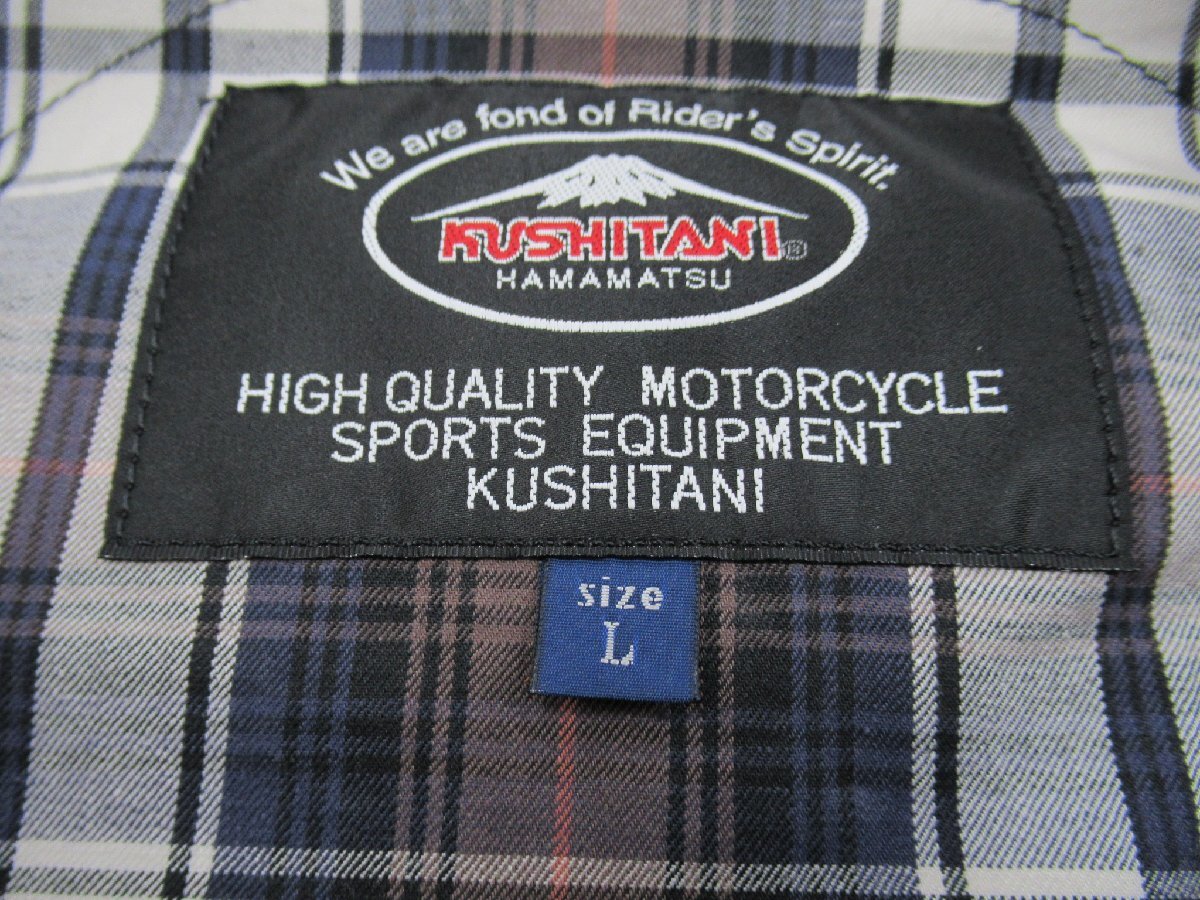 We are fond of Rider's Spirit.
KUSHITANI ®
HAMAMATSU
HIGH QUALITY MOTORCYCLE
SPORTS EQUIPMENT
KUSHITANI
size
L